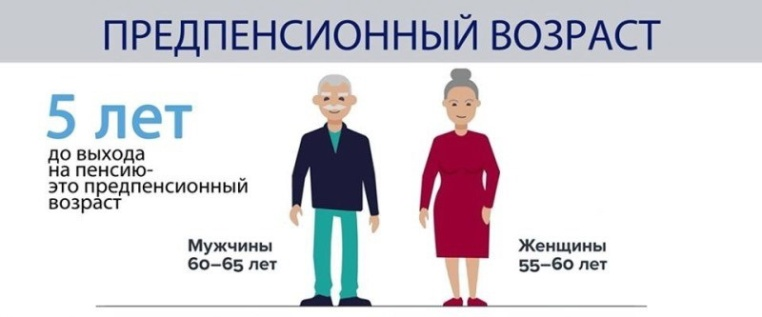 ПРЕДПЕНСИОННЫЙ ВОЗРАСТ
5 лет
до выхода
на пенсию-
это предпенсионный
возраст
Мужчины
60–65 лет
Женщины
55–60 лет